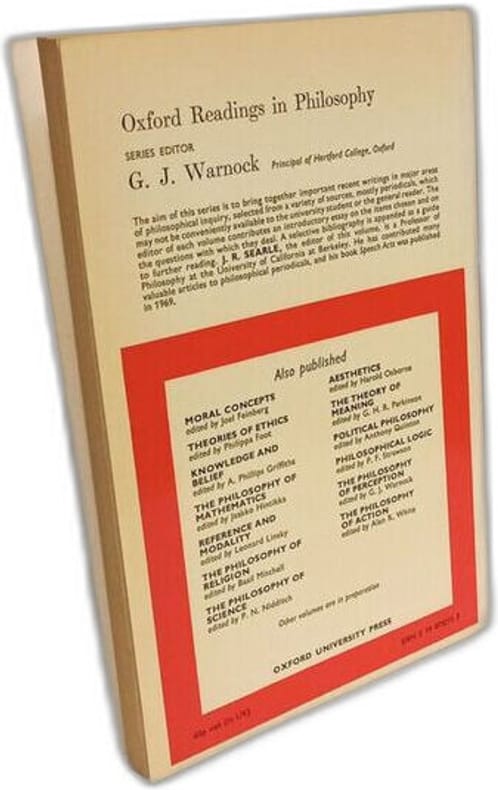 Oxford Readings in Philosophy
SERIES EDITOR
G. J. Warnock Principal of Hertford College, Oxford
The aim of this series is to bring together important recent writings in major areas
of philosophical inquiry, selected from a variety of sources, mostly periodicals, which
may not be conveniently available to the university student or the general reader. The
editor of each volume contributes an introductory essay on the items chosen and on
the questions with which they deal. A selective bibliography is appended as a guide
to further reading. J. R. SEARLE, the editor of this volume, is a Professor of
Philosophy at the University of California at Berkeley. He has contributed many
valuable articles to philosophical periodicals, and his book Speech Acts was published
in 1969.
Also published
MORAL CONCEPTS
edited by Joel Feinberg
THEORIES OF ETHICS
edited by Philippa Foot
KNOWLEDGE AND
BELIEF
edited by A. Phillips Griffiths
THE PHILOSOPHY OF
MATHEMATICS
edited by Jaakko Hintikka
REFERENCE AND
MODALITY
edited by Leonard Linsky
THE PHILOSOPHY OF
RELIGION
edited by Basil Mitchell
THE PHILOSOPHY OF
SCIENCE
edited by P. H. Nidditch
AESTHETICS
edited by Harold Osborne
THE THEORY OF
MEANING
edited by G. H. R. Parkinson
POLITICAL PHILOSOPHY
edited by Anthony Quinton
PHILOSOPHICAL LOGIC
edited by P. F. Strawson
THE PHILOSOPHY
OF PERCEPTION
edited by G. J. Warnock
THE PHILOSOPHY
OF ACTION
edited by Alan R. White
Other volumes are in preparation
OXFORD UNIVERSITY PRESS
net
ISBN 0 19